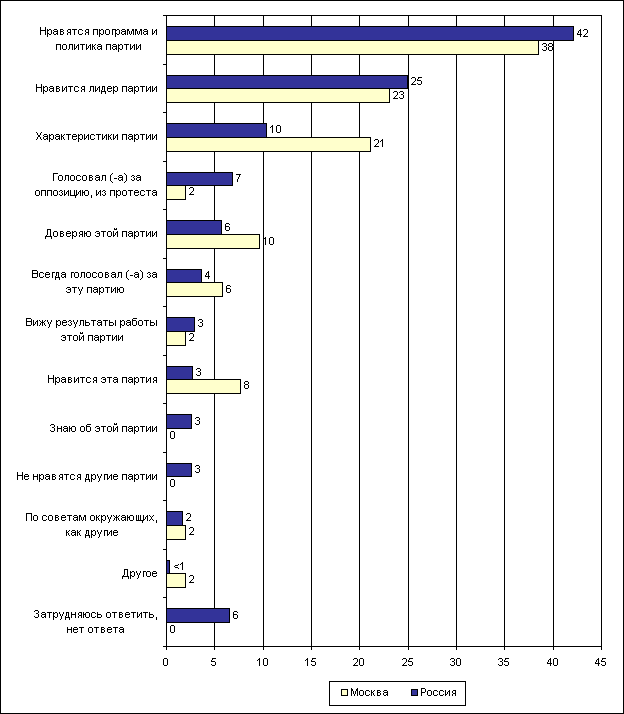 Нравятся программа и
политика партии
42
38
Нравится лидер партии
25
23
Характеристики партии
10
21
Голосовал (-а) за
оппозицию, из протеста
7
2
Доверяю этой партии
6
10
Всегда голосовал (-а) за
эту партию
4
6
Вижу результаты работы
этой партии
3
2
Нравится эта партия
3
8
Знаю об этой партии
3
0
Не нравятся другие партии
3
0
По советам окружающих,
как другие
2
2
Другое
<1
2
Затрудняюсь ответить,
нет ответа
6
0
0 5 10 15 20 25 30 35 40 45
Москва Россия